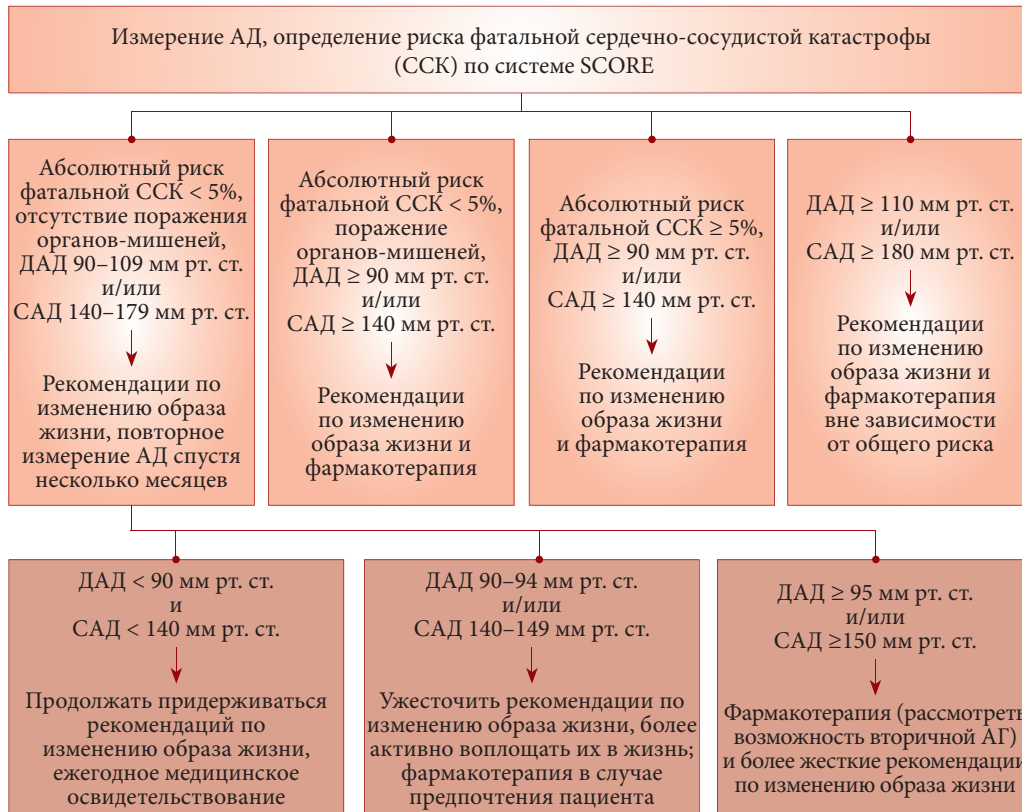 Измерение АД, определение риска фатальной сердечно-сосудистой катастрофы
(ССК) по системе SCORE
Абсолютный риск
фатальной ССК < 5%,
отсутствие поражения
органов-мишеней,
ДАД 90–109 мм рт. ст.
и/или
САД 140–179 мм рт. ст.
Рекомендации по
изменению образа
жизни, повторное
измерение АД спустя
несколько месяцев
Абсолютный риск
фатальной ССК < 5%,
поражение
органов-мишеней,
ДАД ≥ 90 мм рт. ст.
и/или
САД ≥ 140 мм рт. ст.
Рекомендации
по изменению
образа жизни и
фармакотерапия
Абсолютный риск
фатальной ССК ≥ 5%,
ДАД ≥ 90 мм рт. ст.
и/или
САД ≥ 140 мм рт. ст.
Рекомендации
по изменению
образа жизни
и фармакотерапия
ДАД ≥ 110 мм рт. ст.
и/или
САД ≥ 180 мм рт. ст.
Рекомендации
по изменению
образа жизни и
фармакотерапия
вне зависимости
от общего риска
ДАД < 90 мм рт. ст.
и
САД < 140 мм рт. ст.
Продолжать придерживаться
рекомендаций по
изменению образа жизни,
ежегодное медицинское
освидетельствование
ДАД 90–94 мм рт. ст.
и/или
САД 140–149 мм рт. ст.
Ужесточить рекомендации по
изменению образа жизни, более
активно воплощать их в жизнь;
фармакотерапия в случае
предпочтения пациента
ДАД ≥ 95 мм рт. ст.
и/или
САД ≥150 мм рт. ст.
Фармакотерапия (рассмотреть
возможность вторичной АГ)
и более жесткие рекомендации
по изменению образа жизни